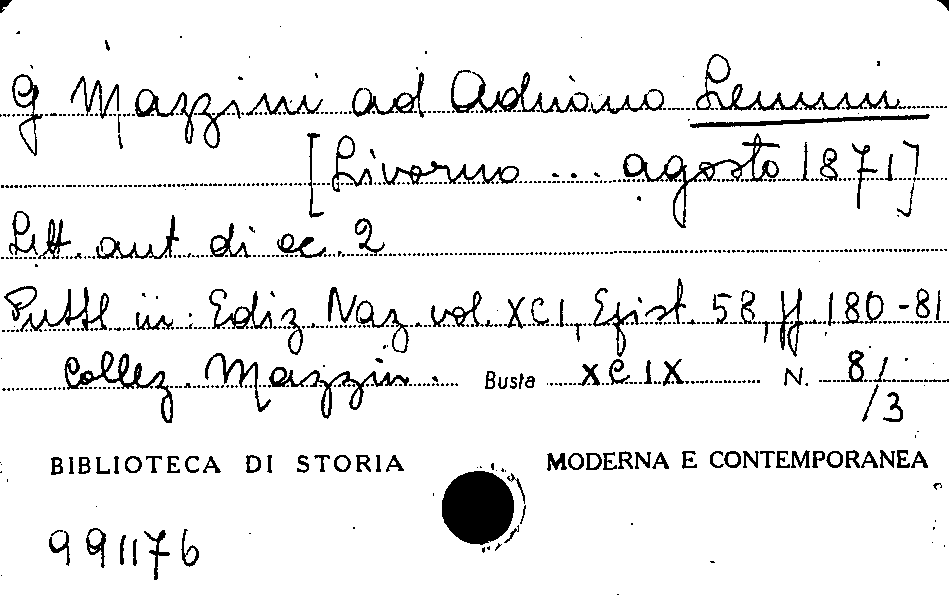 G. Mazzini ad Adriano Lemmi
[Livorno ... agosto 1871]
Lett. aut. di cc. 2
Pubbl. in: Ediz. Naz. vol. XCI, Epist. 58, pp. 180-81
Collez. Mazzin. Busta XCIX N. 8/
/3
BIBLIOTECA DI STORIA MODERNA E CONTEMPORANEA
991176